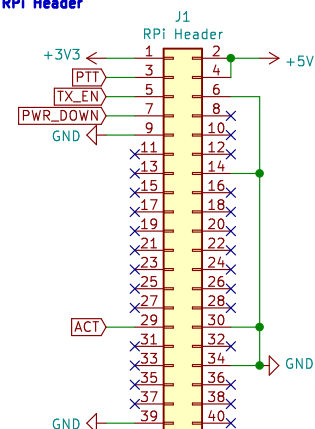 RPi Header
J1
RPi Header
+3V3 1 2 +5V
PTT 3 4
TX_EN 5 6
PWR_DOWN 7 8
GND 9 10
11 12
13 14
15 16
17 18
19 20
21 22
23 24
25 26
27 28
ACT 29 30
31 32
33 34 GND
35 36
37 38
GND 39 40